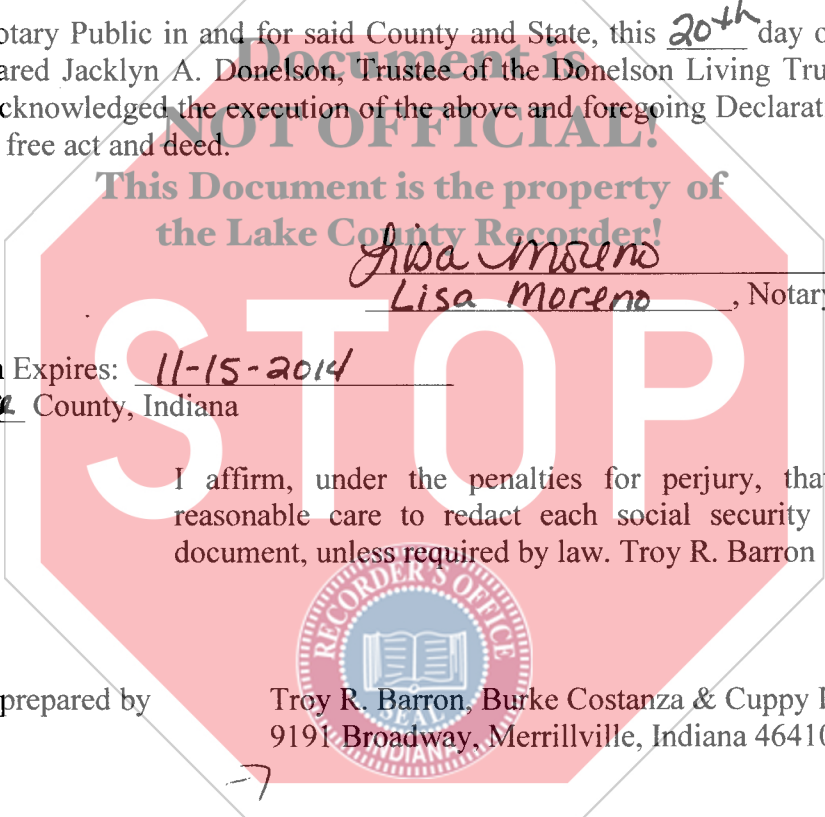 otary Public in and for said County and State, this 20th day o
ared Jacklyn A. Donelson, Trustee of the Donelson Living Tru
cknowledged the execution of the above and foregoing Declarat
free act and deed.
Document is
NOT OFFICIAL!
This Document is the property of
the Lake County Recorder!
Lisa Moreno
Lisa Moreno, Notary
STOP
Expires: 11-15-2014
County, Indiana
I affirm, under the penalties for perjury, tha
reasonable care to redact each social security
document, unless required by law. Troy R. Barron
RECORDER'S OFFICE
SEAL
INDIANA
prepared by Troy R. Barron, Burke Costanza & Cuppy
9191 Broadway, Merrillville, Indiana 46410
7